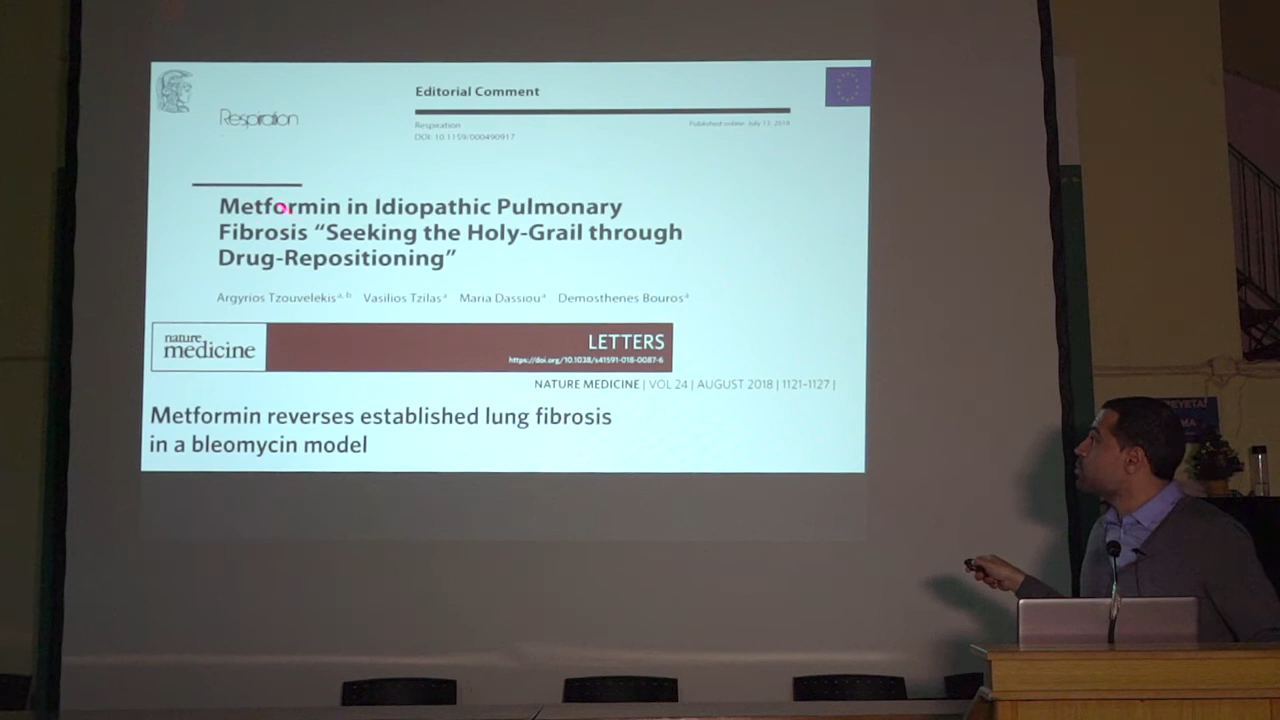 Respiration
Editorial Comment
Respiration
DOI: 10.1159/000490917
Published online: July 13, 2018
Metformin in Idiopathic Pulmonary
Fibrosis “Seeking the Holy-Grail through
Drug-Repositioning”
Argyrios Tzouvelekis a, b Vasilios Tzilas a Maria Dassiou a Demosthenes Bouros a
nature
medicine
LETTERS
https://doi.org/10.1038/s41591-018-0087-6
NATURE MEDICINE | VOL 24 | AUGUST 2018 | 1121–1127 |
Metformin reverses established lung fibrosis
in a bleomycin model